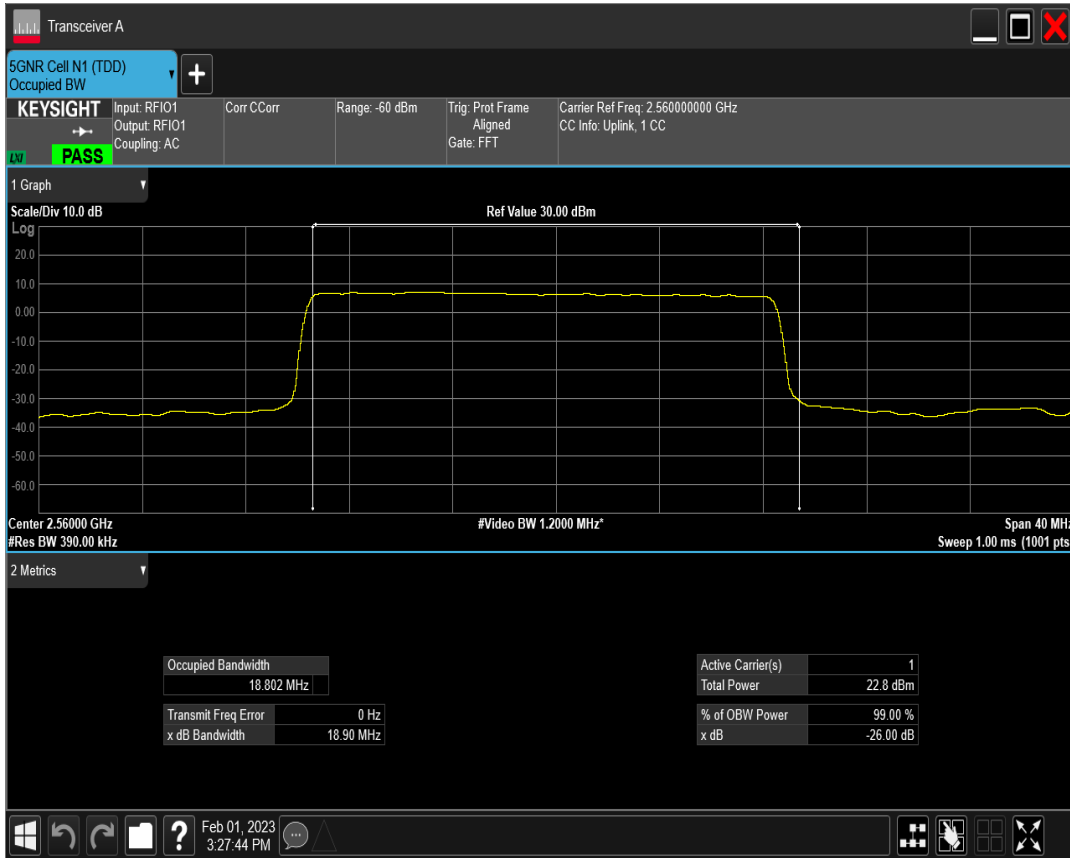 Transceiver A
5GNR Cell N1 (TDD)
Occupied BW
KEYSIGHT
LXI
PASS
Input: RFIO1
Output: RFIO1
Coupling: AC
Corr CCorr
Range: -60 dBm
Trig: Prot Frame
Aligned
Gate: FFT
Carrier Ref Freq: 2.560000000 GHz
CC Info: Uplink, 1 CC
1 Graph
Scale/Div 10.0 dB
Ref Value 30.00 dBm
Log
20.0
10.0
0.00
-10.0
-20.0
-30.0
-40.0
-50.0
-60.0
Center 2.56000 GHz
#Video BW 1.2000 MHz*
Span 40 MHz
#Res BW 390.00 kHz
Sweep 1.00 ms (1001 pts
2 Metrics
Occupied Bandwidth
18.802 MHz
Transmit Freq Error 0 Hz
x dB Bandwidth 18.90 MHz
Active Carrier(s) 1
Total Power 22.8 dBm
% of OBW Power 99.00 %
x dB -26.00 dB
Feb 01, 2023
3:27:44 PM